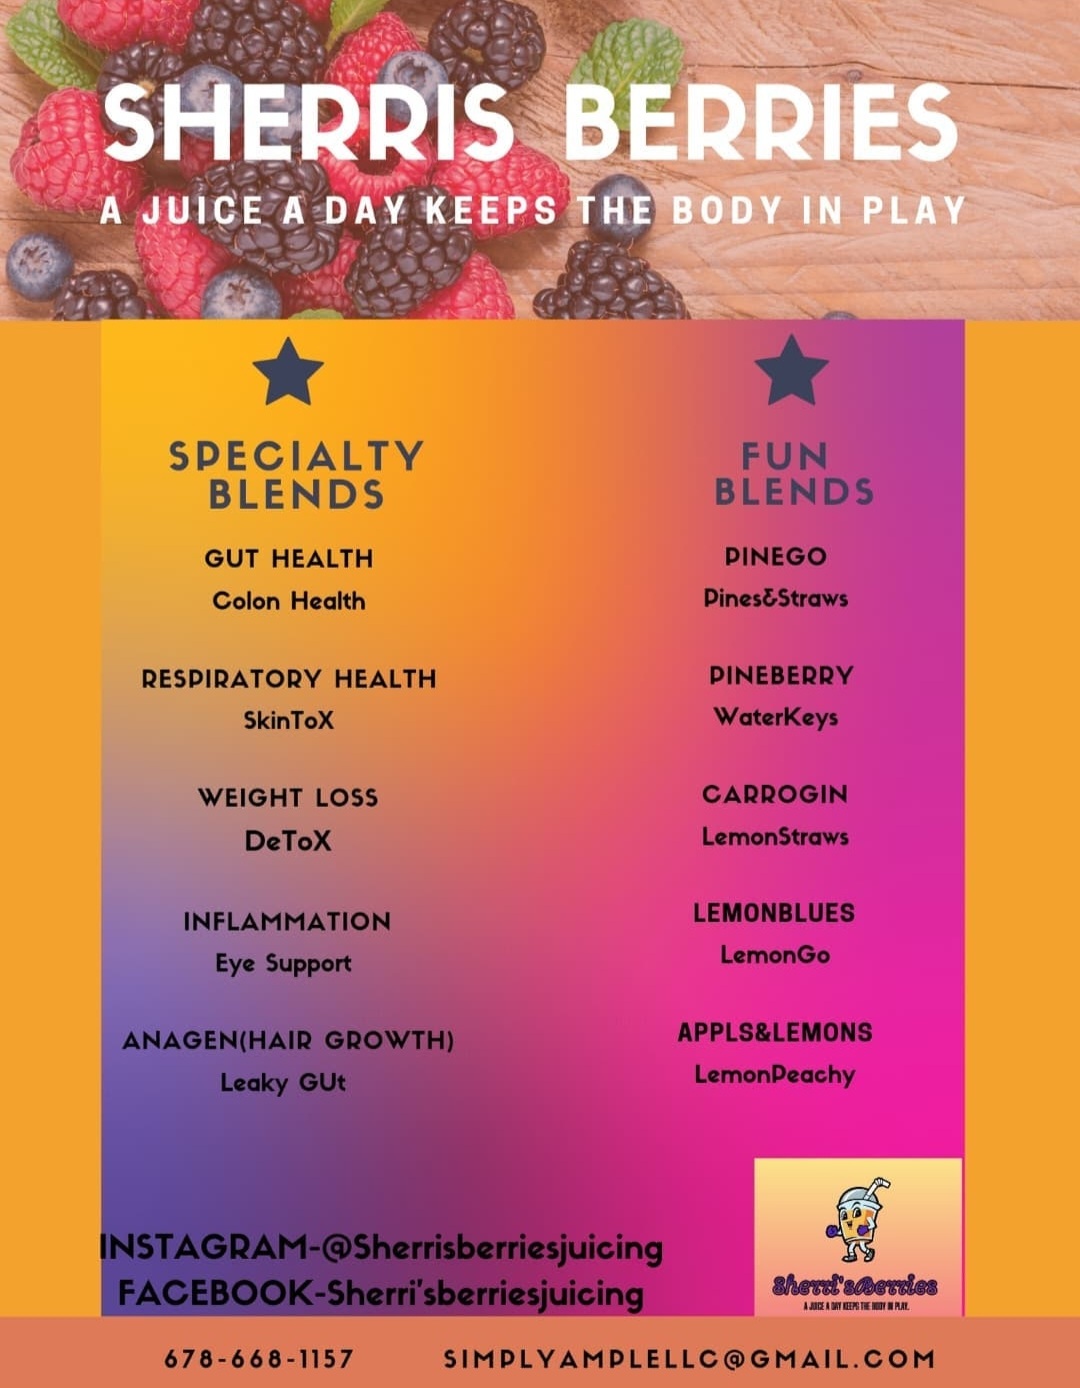 SHERRIS BERRIES
A JUICE A DAY KEEPS THE BODY IN PLAY
SPECIALTY
BLENDS
GUT HEALTH
Colon Health
RESPIRATORY HEALTH
SkinToX
WEIGHT LOSS
DeToX
INFLAMMATION
Eye Support
ANAGEN(HAIR GROWTH)
Leaky GUt
FUN
BLENDS
PINEGO
Pines&Straws
PINEBERRY
WaterKeys
CARROGIN
LemonStraws
LEMONBLUES
LemonGo
APPLS&LEMONS
LemonPeachy
INSTAGRAM-@Sherrisberriesjuicing
FACEBOOK-Sherri'sberriesjuicing
Sherri'sBerries
A JUICE A DAY KEEPS THE BODY IN PLAY.
678-668-1157
SIMPLYAMPLELLC@GMAIL.COM